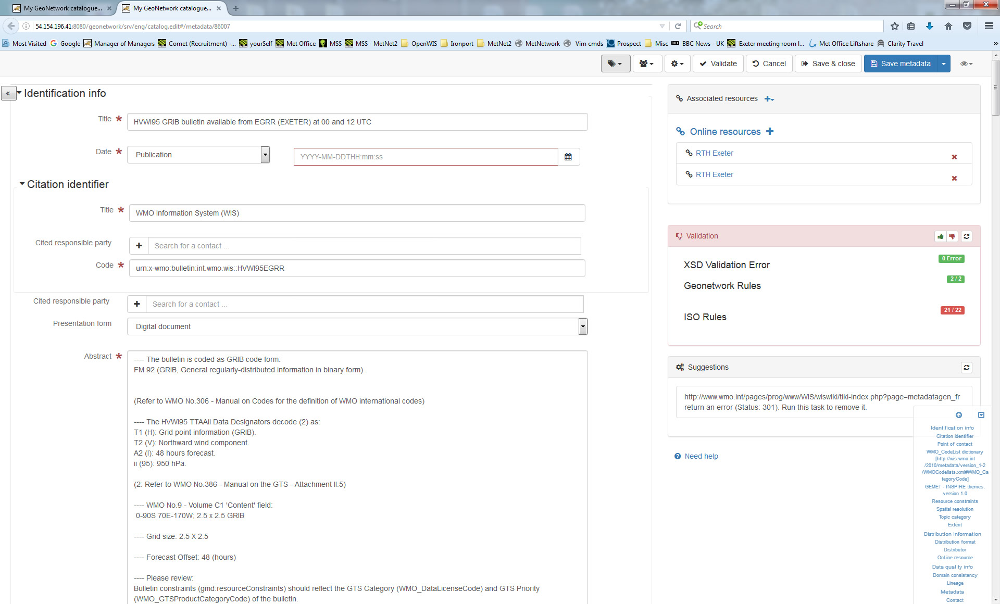 My GeoNetwork catalogue...
My GeoNetwork catalogue...
54.154.196.41:8080/geonetwork/srv/eng/catalog.edit#/metadata/86007
Search
Most Visited Google Manager of Managers Comet (Recruitment) -... yourSelf Met Office MSS MSS - MetNet2 OpenWIS Ironport MetNet2 MetNetwork Vim cmds Prospect Misc BBC News - UK Exeter meeting room l... Met Office Liftshare Clarity Travel
Validate Cancel Save & close Save metadata
Identification info
Title * HVWI95 GRIB bulletin available from EGRR (EXETER) at 00 and 12 UTC
Date * Publication YYYY-MM-DDTHH:mm:ss
Citation identifier
Title * WMO Information System (WIS)
Cited responsible party Search for a contact ...
Code * urn:x-wmo:bulletin:int.wmo.wis::HVWI95EGRR
Cited responsible party Search for a contact ...
Presentation form Digital document
Abstract * ---- The bulletin is coded as GRIB code form:
FM 92 (GRIB, General regularly-distributed information in binary form) .
(Refer to WMO No.306 - Manual on Codes for the definition of WMO international codes)
---- The HVWI95 TTAAii Data Designators decode (2) as:
T1 (H): Grid point information (GRIB).
T2 (V): Northward wind component.
A2 (I): 48 hours forecast.
ii (95): 950 hPa.
(2: Refer to WMO No.386 - Manual on the GTS - Attachment II.5)
---- WMO No.9 - Volume C1 'Content' field:
0-90S 70E-170W; 2.5 x 2.5 GRIB
---- Grid size: 2.5 X 2.5
---- Forecast Offset: 48 (hours)
---- Please review:
Bulletin constraints (gmd:resourceConstraints) should reflect the GTS Category (WMO_DataLicenseCode) and GTS Priority
(WMO_GTSProductCategoryCode) of the bulletin.
Associated resources
Online resources
RTH Exeter
RTH Exeter
Validation
XSD Validation Error 0 Error
Geonetwork Rules 2 / 2
ISO Rules 21 / 22
Suggestions
http://www.wmo.int/pages/prog/www/WIS/wiswiki/tiki-index.php?page=metadatagen_fr
return an error (Status: 301). Run this task to remove it.
Need help
Identification info
Citation identifier
Point of contact
WMO_CodeList dictionary
[http://wis.wmo.int
/2010/metadata/version_1-2
/WMOCodelists.xml#WMO_Ca
tegoryCode]
GEMET - INSPIRE themes,
version 1.0
Resource constraints
Spatial resolution
Topic category
Extent
Distribution Information
Distribution format
Distributor
OnLine resource
Data quality info
Domain consistency
Lineage
Metadata
Contact